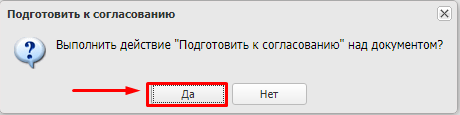 Подготовить к согласованию
Выполнить действие "Подготовить к согласованию" над документом?
Да Нет